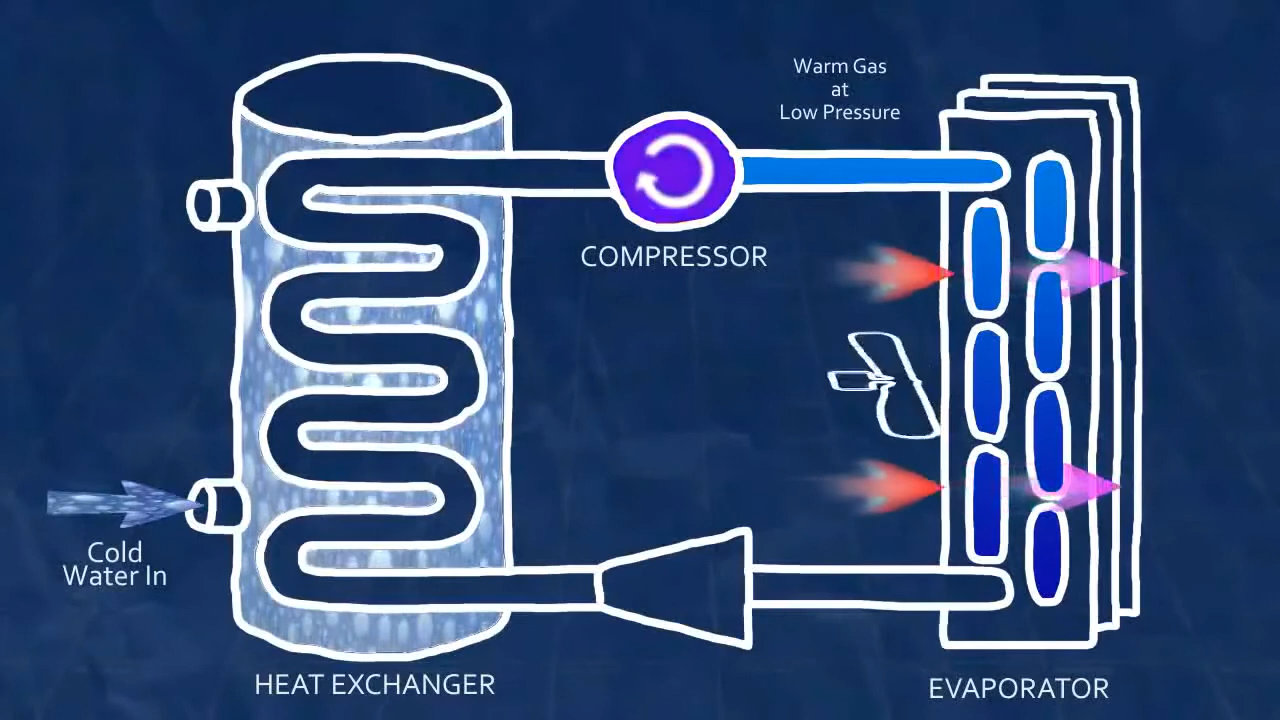 Warm Gas
at
Low Pressure
COMPRESSOR
Cold
Water In
HEAT EXCHANGER
EVAPORATOR